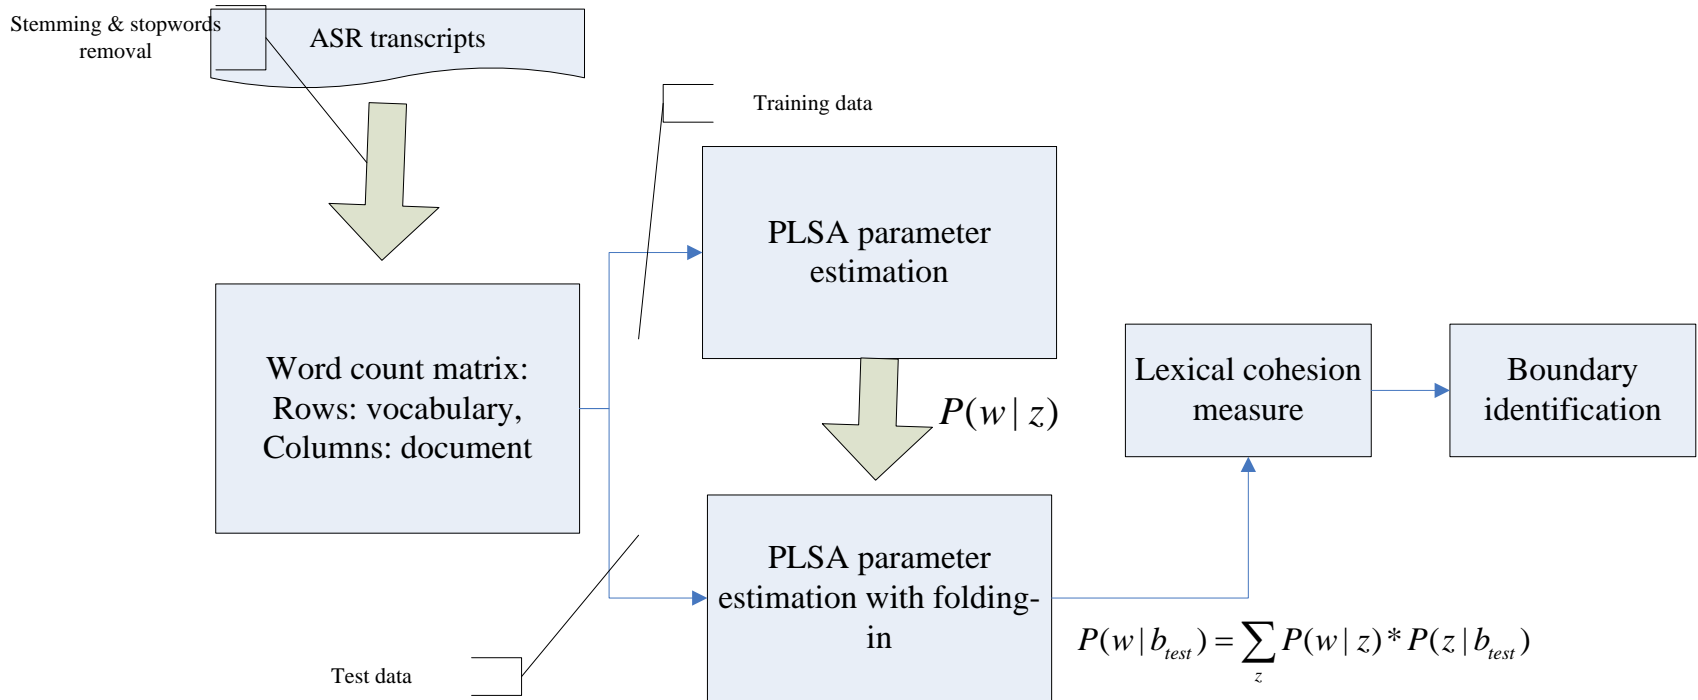 Stemming & stopwords
removal
ASR transcripts
Training data
PLSA parameter
estimation
Word count matrix:
Rows: vocabulary,
Columns: document
P(w | z)
Lexical cohesion
measure
Boundary
identification
PLSA parameter
estimation with folding-
in
P(w | b_test) = ∑_z P(w | z) * P(z | b_test)
Test data